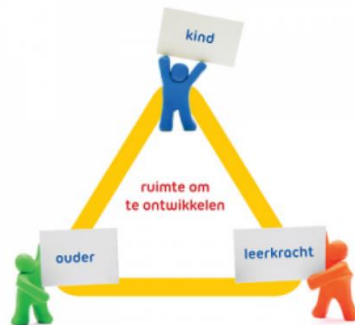 kind
ruimte om
te ontwikkelen
ouder
leerkracht